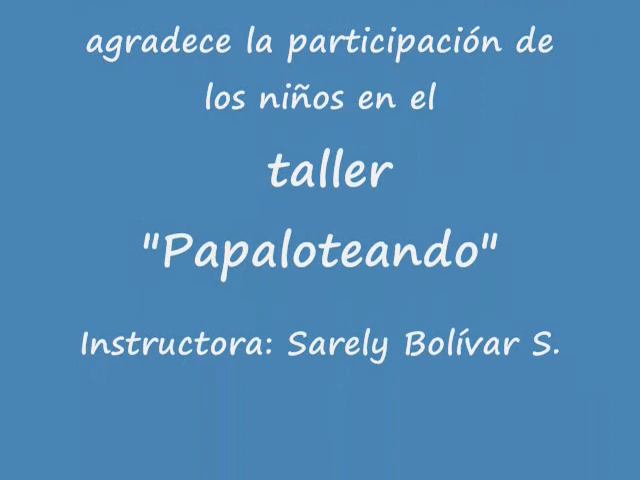 agradece la participación de
los niños en el
taller
"Papaloteando"
Instructora: Sarely Bolívar S.